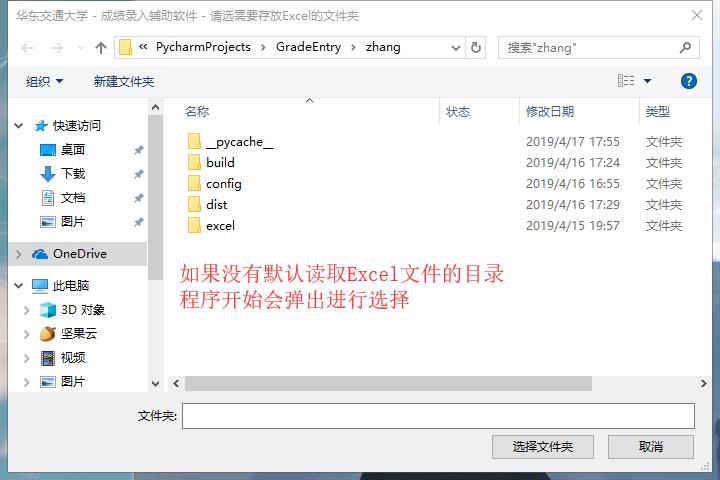 华东交通大学 - 成绩录入辅助软件 - 请选需要存放Excel的文件夹
« PycharmProjects › GradeEntry › zhang
搜索"zhang"
组织 新建文件夹
名称 状态 修改日期 类型
快速访问
桌面
下载
文档
图片
OneDrive
此电脑
3D 对象
坚果云
视频
图片
__pycache__ 2019/4/17 17:55 文件夹
build 2019/4/16 17:24 文件夹
config 2019/4/16 16:55 文件夹
dist 2019/4/16 17:29 文件夹
excel 2019/4/15 19:57 文件夹
如果没有默认读取Excel文件的目录
程序开始会弹出进行选择
文件夹:
选择文件夹 取消